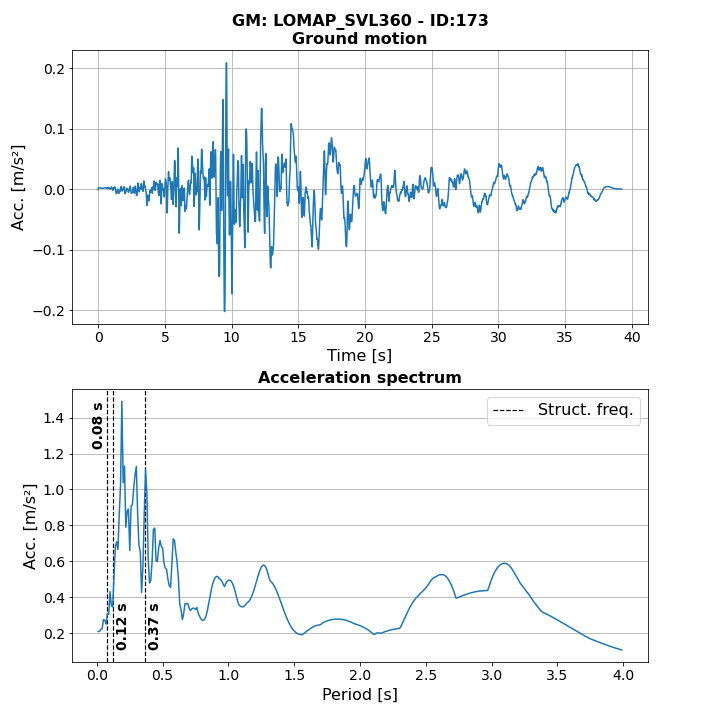 GM: LOMAP_SVL360 - ID:173
Ground motion
0.2
0.1
0.0
−0.1
−0.2
Acc. [m/s²]
0 5 10 15 20 25 30 35 40
Time [s]
Acceleration spectrum
1.4
1.2
1.0
0.8
0.6
0.4
0.2
Acc. [m/s²]
0.08 s
0.12 s
0.37 s
Struct. freq.
0.0 0.5 1.0 1.5 2.0 2.5 3.0 3.5 4.0
Period [s]